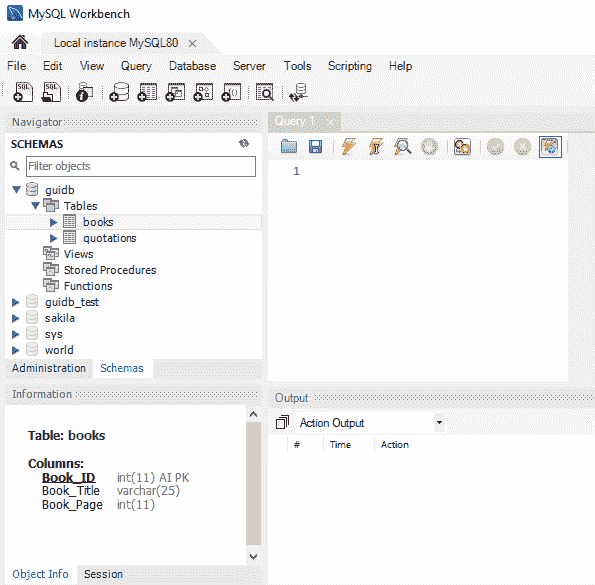 MySQL Workbench
Local instance MySQL80
File Edit View Query Database Server Tools Scripting Help
SQL SQL
Navigator
SCHEMAS
Filter objects
guidb
Tables
books
quotations
Views
Stored Procedures
Functions
guidb_test
sakila
sys
world
Administration Schemas
Information
Table: books
Columns:
Book_ID int(11) AI PK
Book_Title varchar(25)
Book_Page int(11)
Object Info Session
Query 1
1
Output
Action Output
# Time Action